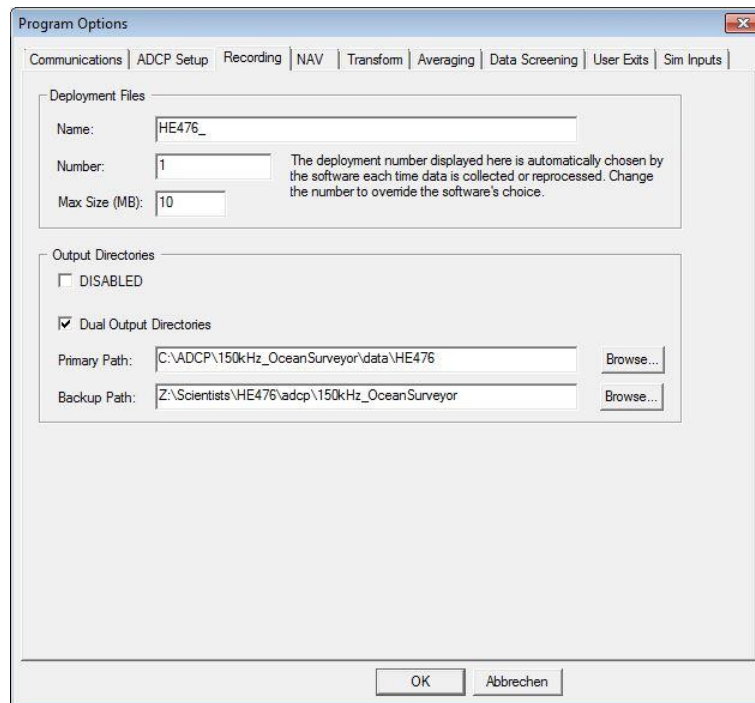 Program Options
Communications ADCP Setup Recording NAV Transform Averaging Data Screening User Exits Sim Inputs
Deployment Files
Name: HE476_
Number: 1
The deployment number displayed here is automatically chosen by
the software each time data is collected or reprocessed. Change
the number to override the software's choice.
Max Size (MB): 10
Output Directories
DISABLED
Dual Output Directories
Primary Path: C:\ADCP\150kHz_OceanSurveyor\data\HE476 Browse...
Backup Path: Z:\Scientists\HE476\adcp\150kHz_OceanSurveyor Browse...
OK Abbrechen